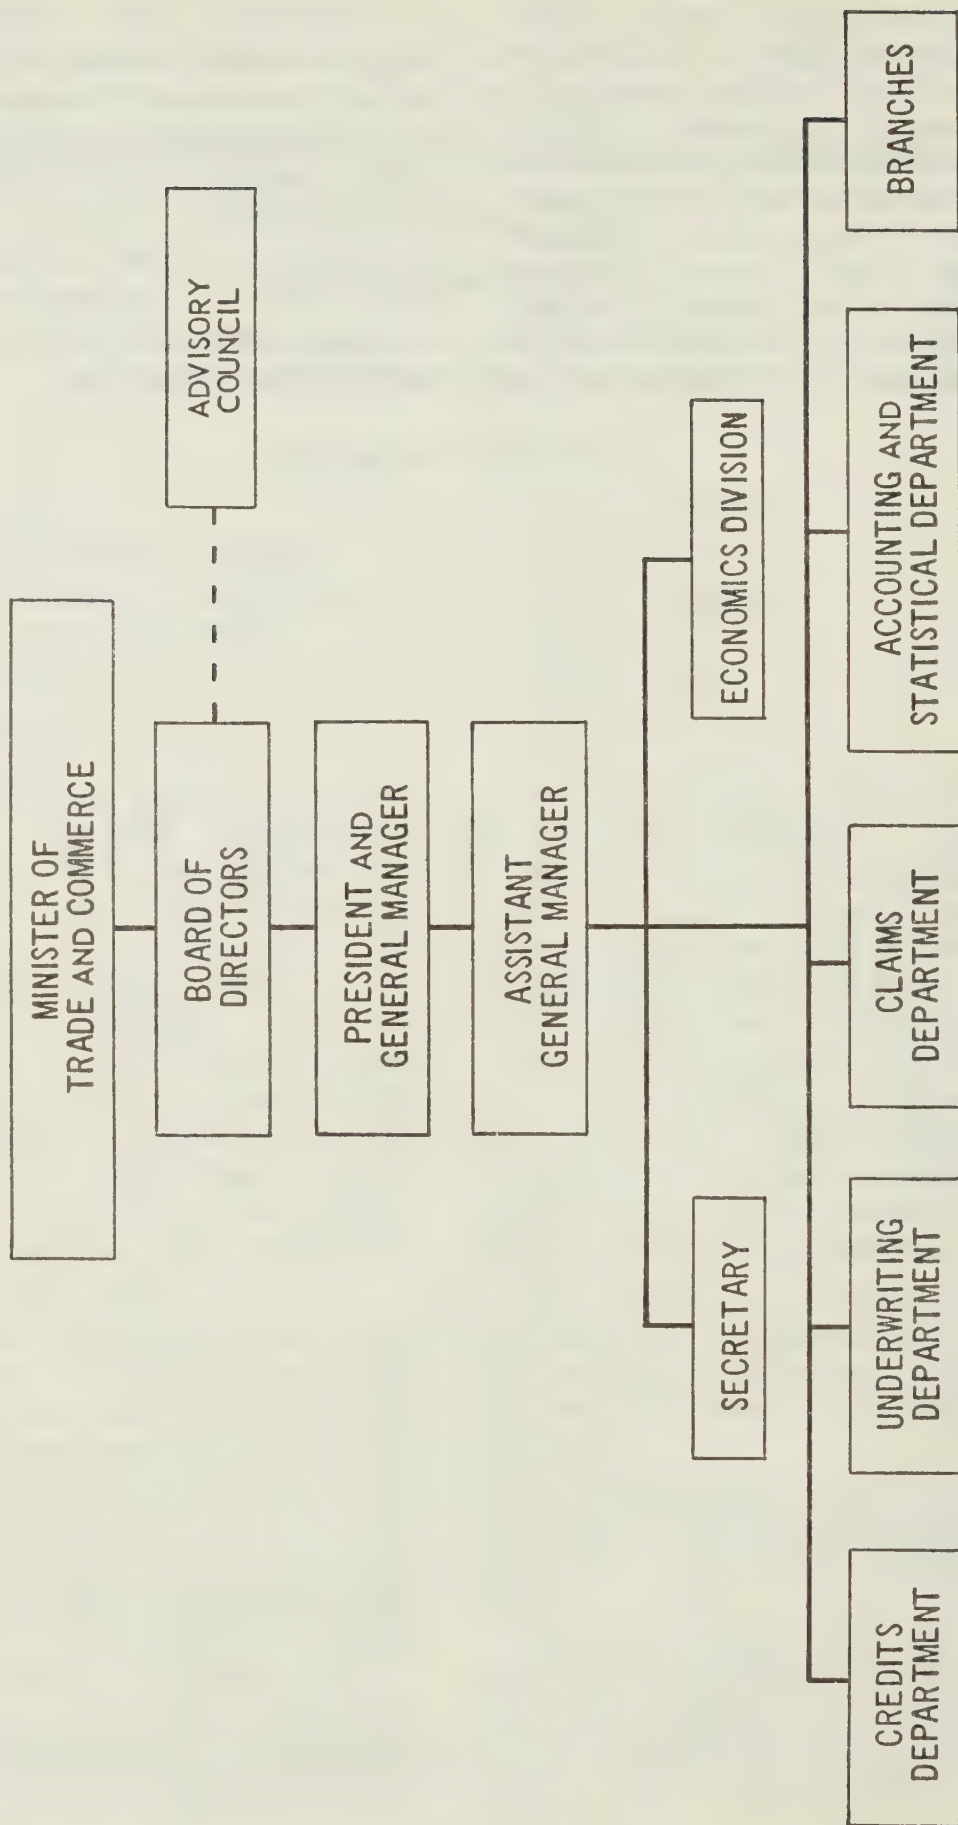 MINISTER OF
TRADE AND COMMERCE
BOARD OF
DIRECTORS
ADVISORY
COUNCIL
PRESIDENT AND
GENERAL MANAGER
ASSISTANT
GENERAL MANAGER
SECRETARY
ECONOMICS DIVISION
CREDITS
DEPARTMENT
UNDERWRITING
DEPARTMENT
CLAIMS
DEPARTMENT
ACCOUNTING AND
STATISTICAL DEPARTMENT
BRANCHES